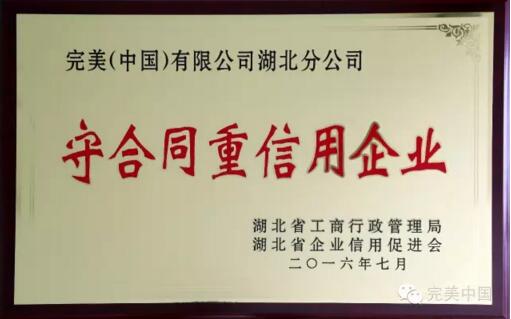 完美(中国)有限公司湖北分公司
守合同重信用企业
湖北省工商行政管理局
湖北省企业信用促进会
二〇一六年七月
完美中国